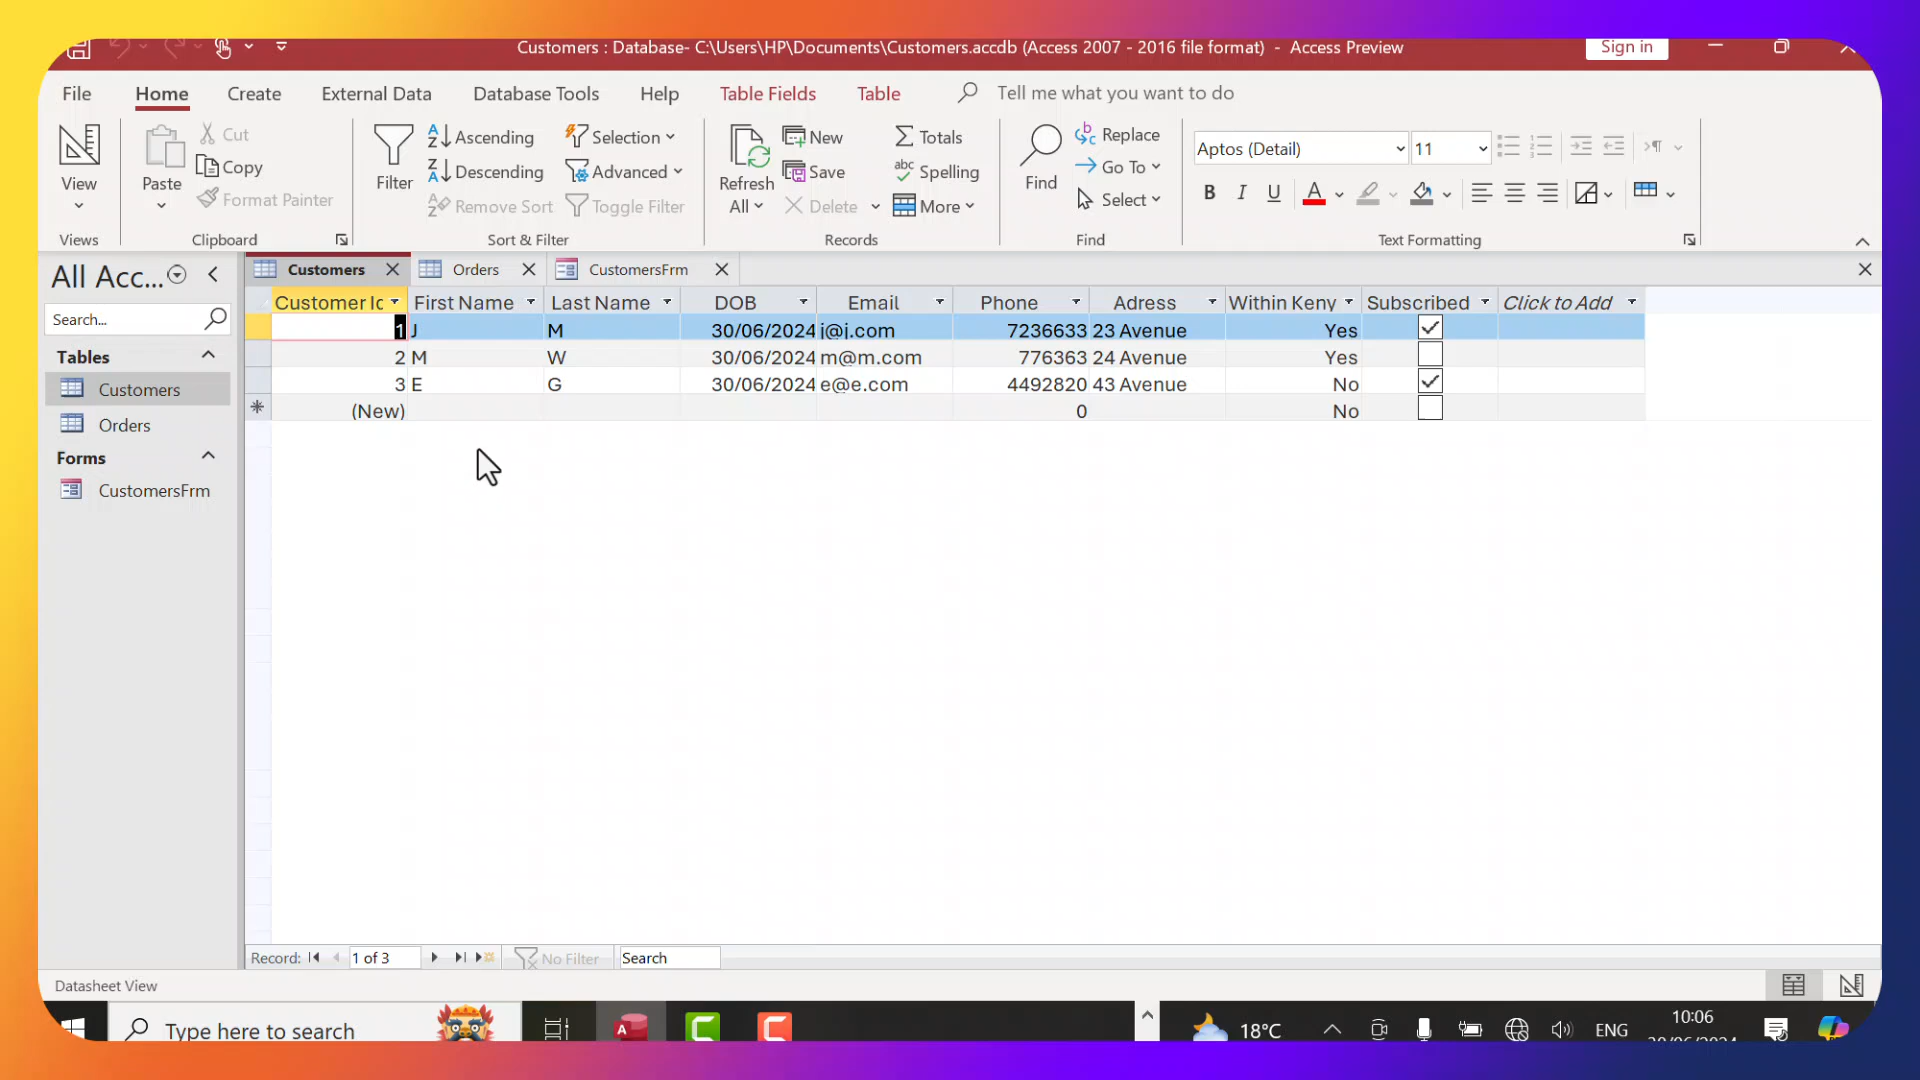 Customers : Database- C:\Users\HP\Documents\Customers.accdb (Access 2007 - 2016 file format) - Access Preview
Sign in
File Home Create External Data Database Tools Help Table Fields Table Tell me what you want to do
View
Views
Paste
Cut
Copy
Format Painter
Clipboard
Filter
Ascending
Descending
Remove Sort
Selection
Advanced
Toggle Filter
Sort & Filter
Refresh
All
New
Save
Delete
Totals
Spelling
More
Records
Find
Replace
Go To
Select
Find
Aptos (Detail) 11
B I U A
Text Formatting
All Acc...
Search...
Tables
Customers
Orders
Forms
CustomersFrm
Customers Orders CustomersFrm
Customer Ic First Name Last Name DOB Email Phone Adress Within Keny Subscribed Click to Add
1 J M 30/06/2024 j@j.com 7236633 23 Avenue Yes
2 M W 30/06/2024 m@m.com 776363 24 Avenue Yes
3 E G 30/06/2024 e@e.com 4492820 43 Avenue No
(New) 0 No
Record: 1 of 3 No Filter Search
Datasheet View
Type here to search
18°C
ENG
10:06
30/06/2024